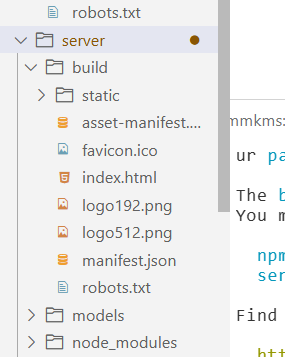 robots.txt
server
build
static
asset-manifest....
mmkms:
favicon.ico
ur pa
index.html
The b
logo192.png
You m
logo512.png
npm
manifest.json
ser
robots.txt
Find
models
node_modules
htt